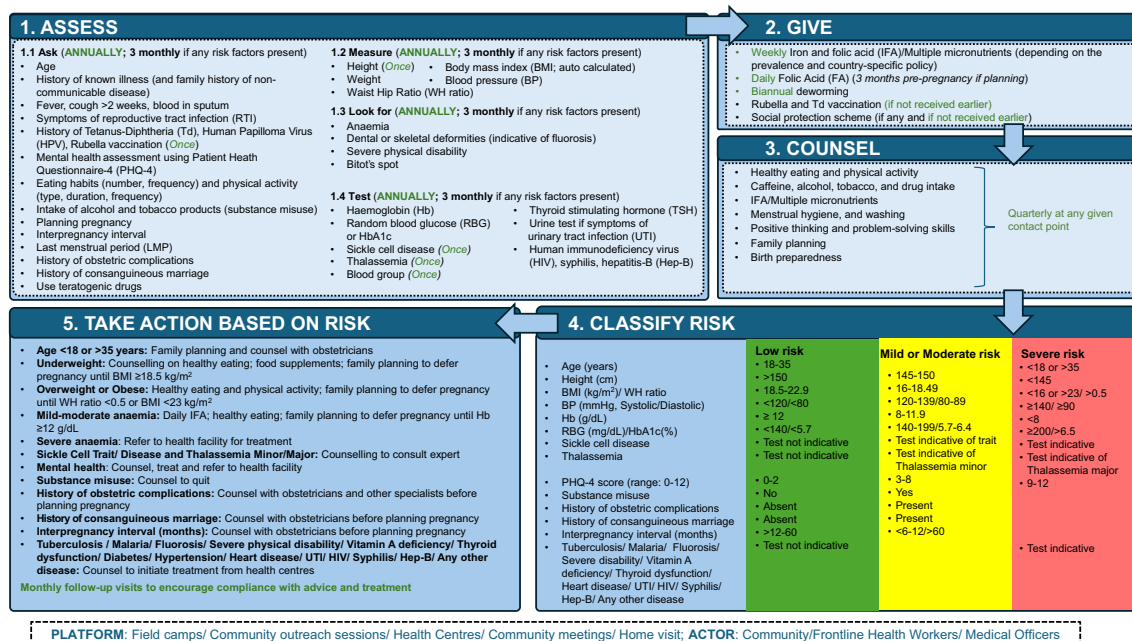 1. ASSESS
1.1 Ask (ANNUALLY; 3 monthly if any risk factors present)
• Age
• History of known illness (and family history of non-
communicable disease)
• Fever, cough >2 weeks, blood in sputum
• Symptoms of reproductive tract infection (RTI)
• History of Tetanus-Diphtheria (Td), Human Papilloma Virus
(HPV), Rubella vaccination (Once)
• Mental health assessment using Patient Heath
Questionnaire-4 (PHQ-4)
• Eating habits (number, frequency) and physical activity
(type, duration, frequency)
• Intake of alcohol and tobacco products (substance misuse)
• Planning pregnancy
• Interpregnancy interval
• Last menstrual period (LMP)
• History of obstetric complications
• History of consanguineous marriage
• Use teratogenic drugs
1.2 Measure (ANNUALLY; 3 monthly if any risk factors present)
• Height (Once)
• Weight
• Waist Hip Ratio (WH ratio)
• Body mass index (BMI; auto calculated)
• Blood pressure (BP)
1.3 Look for (ANNUALLY; 3 monthly if any risk factors present)
• Anaemia
• Dental or skeletal deformities (indicative of fluorosis)
• Severe physical disability
• Bitot's spot
1.4 Test (ANNUALLY; 3 monthly if any risk factors present)
• Haemoglobin (Hb)
• Random blood glucose (RBG)
or HbA1c
• Sickle cell disease (Once)
• Thalassemia (Once)
• Blood group (Once)
• Thyroid stimulating hormone (TSH)
• Urine test if symptoms of
urinary tract infection (UTI)
• Human immunodeficiency virus
(HIV), syphilis, hepatitis-B (Hep-B)
2. GIVE
• Weekly Iron and folic acid (IFA)/Multiple micronutrients (depending on the
prevalence and country-specific policy)
• Daily Folic Acid (FA) (3 months pre-pregnancy if planning)
• Biannual deworming
• Rubella and Td vaccination (if not received earlier)
• Social protection scheme (if any and if not received earlier)
3. COUNSEL
• Healthy eating and physical activity
• Caffeine, alcohol, tobacco, and drug intake
• IFA/Multiple micronutrients
• Menstrual hygiene, and washing
• Positive thinking and problem-solving skills
• Family planning
• Birth preparedness
Quarterly at any given
contact point
4. CLASSIFY RISK
• Age (years)
• Height (cm)
• BMI (kg/m²)/ WH ratio
• BP (mmHg, Systolic/Diastolic)
• Hb (g/dL)
• RBG (mg/dL)/HbA1c(%)
• Sickle cell disease
• Thalassemia
• PHQ-4 score (range: 0-12)
• Substance misuse
• History of obstetric complications
• History of consanguineous marriage
• Interpregnancy interval (months)
• Tuberculosis/ Malaria/ Fluorosis/
Severe disability/ Vitamin A
deficiency/ Thyroid dysfunction/
Heart disease/ UTI/ HIV/ Syphilis/
Hep-B/ Any other disease
Low risk
• 18-35
• >150
• 18.5-22.9
• <120/<80
• ≥ 12
• <140/<5.7
• Test not indicative
• Test not indicative
• 0-2
• No
• Absent
• Absent
• >12-60
• Test not indicative
Mild or Moderate risk
• 145-150
• 16-18.49
• 120-139/80-89
• 8-11.9
• 140-199/5.7-6.4
• Test indicative of trait
• Test indicative of
Thalassemia minor
• 3-8
• Yes
• Present
• Present
• <6-12/>60
Severe risk
• <18 or >35
• <145
• <16 or >23/ >0.5
• ≥140/ ≥90
• <8
• ≥200/>6.5
• Test indicative
• Test indicative of
Thalassemia major
• 9-12
• Test indicative
5. TAKE ACTION BASED ON RISK
• Age <18 or >35 years: Family planning and counsel with obstetricians
• Underweight: Counselling on healthy eating; food supplements; family planning to defer
pregnancy until BMI ≥18.5 kg/m²
• Overweight or Obese: Healthy eating and physical activity; family planning to defer pregnancy
until WH ratio <0.5 or BMI <23 kg/m²
• Mild-moderate anaemia: Daily IFA; healthy eating; family planning to defer pregnancy until Hb
≥12 g/dL
• Severe anaemia: Refer to health facility for treatment
• Sickle Cell Trait/ Disease and Thalassemia Minor/Major: Counselling to consult expert
• Mental health: Counsel, treat and refer to health facility
• Substance misuse: Counsel to quit
• History of obstetric complications: Counsel with obstetricians and other specialists before
planning pregnancy
• History of consanguineous marriage: Counsel with obstetricians before planning pregnancy
• Interpregnancy interval (months): Counsel with obstetricians before planning pregnancy
• Tuberculosis / Malaria/ Fluorosis/ Severe physical disability/ Vitamin A deficiency/ Thyroid
dysfunction/ Diabetes/ Hypertension/ Heart disease/ UTI/ HIV/ Syphilis/ Hep-B/ Any other
disease: Counsel to initiate treatment from health centres
Monthly follow-up visits to encourage compliance with advice and treatment
PLATFORM: Field camps/ Community outreach sessions/ Health Centres/ Community meetings/ Home visit; ACTOR: Community/Frontline Health Workers/ Medical Officers